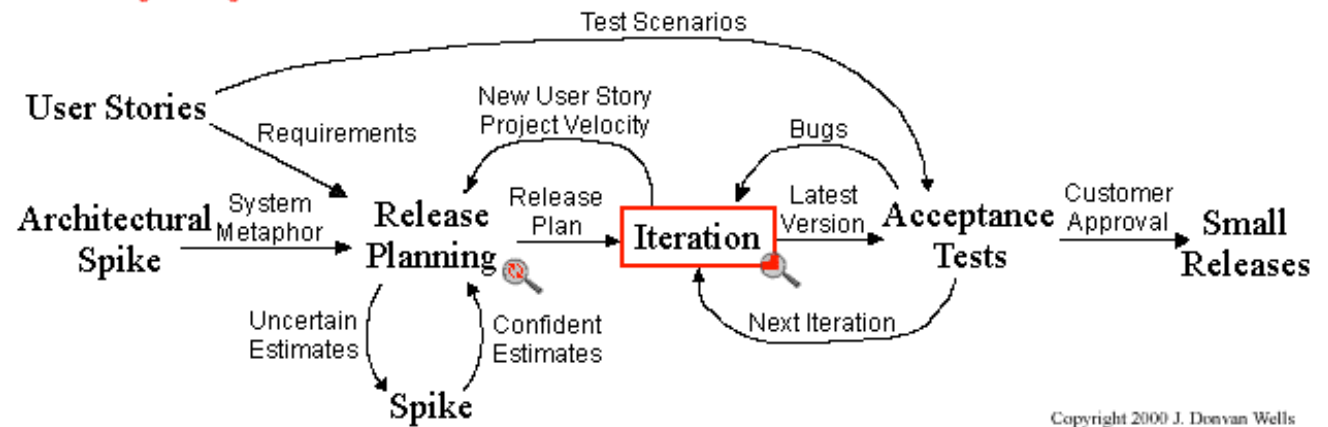 Test Scenarios
User Stories
New User Story
Project Velocity
Requirements
Bugs
Architectural
Spike
System
Metaphor
Release
Planning
Release
Plan
Iteration
Latest
Version
Acceptance
Tests
Customer
Approval
Small
Releases
Uncertain
Estimates
Confident
Estimates
Next Iteration
Spike
Copyright 2000 J. Donvan Wells